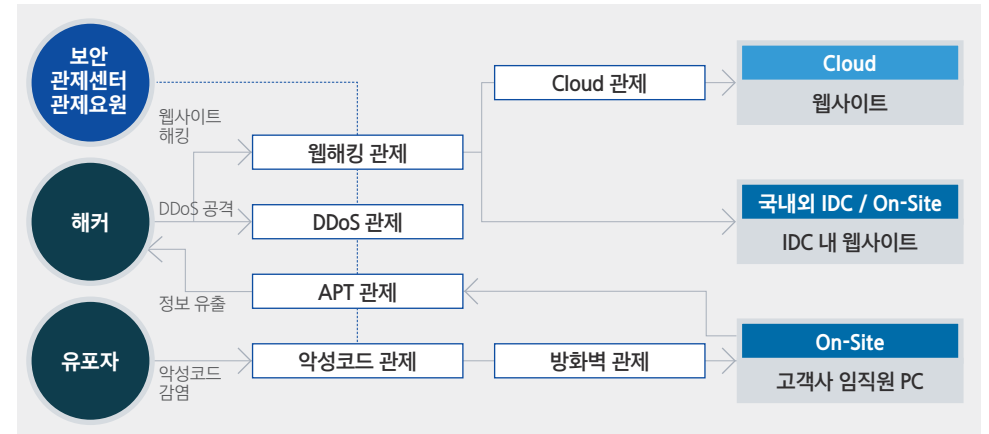 보안
관제센터
관제요원
웹사이트
해킹
Cloud 관제
Cloud
웹사이트
웹해킹 관제
해커
DDoS 공격
DDoS 관제
국내외 IDC / On-Site
IDC 내 웹사이트
APT 관제
정보 유출
유포자
악성코드
감염
악성코드 관제
방화벽 관제
On-Site
고객사 임직원 PC